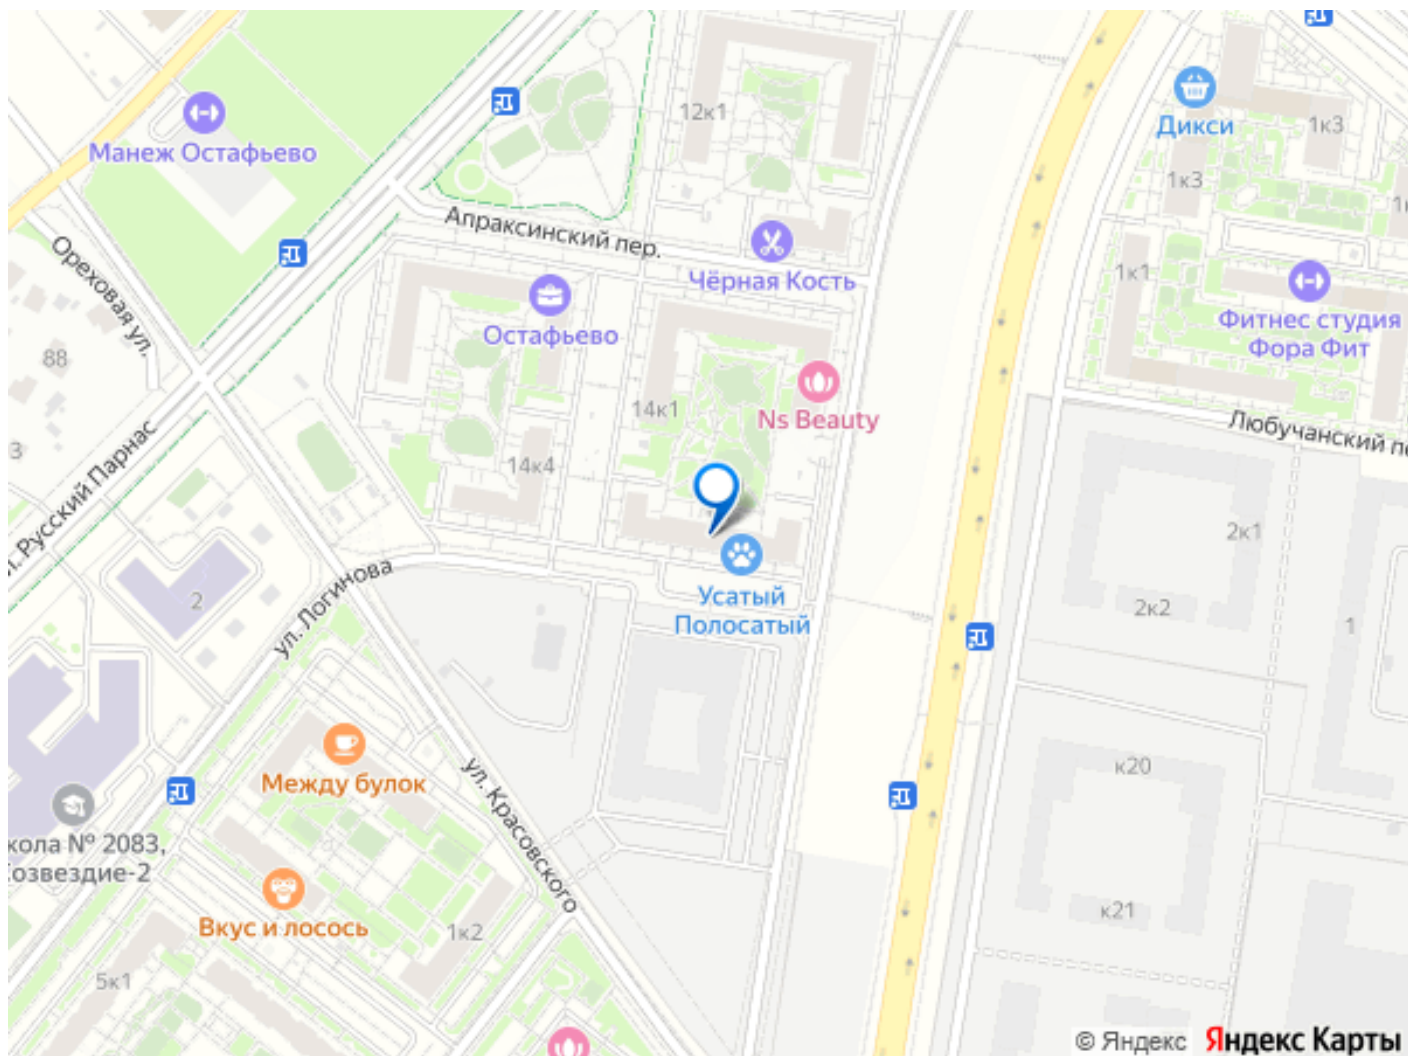 12к1
Дикси
1к3
Манеж Остафьево
1к3
Апраксинский пер.
Ореховая ул.
Чёрная Кость
1к1
Остафьево
Фитнес студия
Фора Фит
88
14к1
Ns Beauty
Любучанский пе
3
14к4
Русский Парнас
2к1
ул. Логинова
2
Усатый
Полосатый
2к2
1
Между булок
ул. Красовского
к20
кола № 2083,
озвездие-2
Вкус и лосось
1к2
к21
5к1
© Яндекс Яндекс Карты